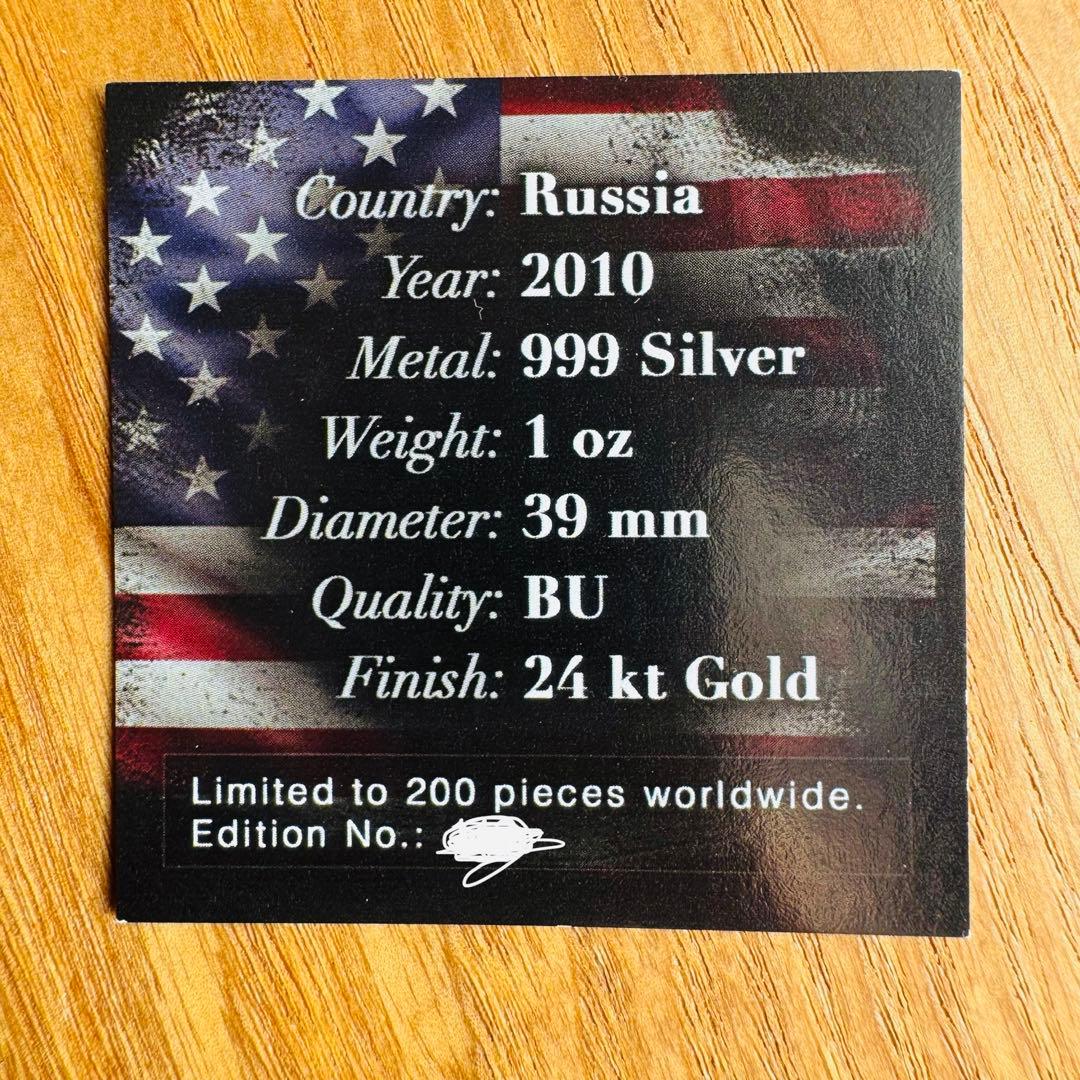 Country: Russia
Year: 2010
Metal: 999 Silver
Weight: 1 oz
Diameter: 39 mm
Quality: BU
Finish: 24 kt Gold
Limited to 200 pieces worldwide.
Edition No.: